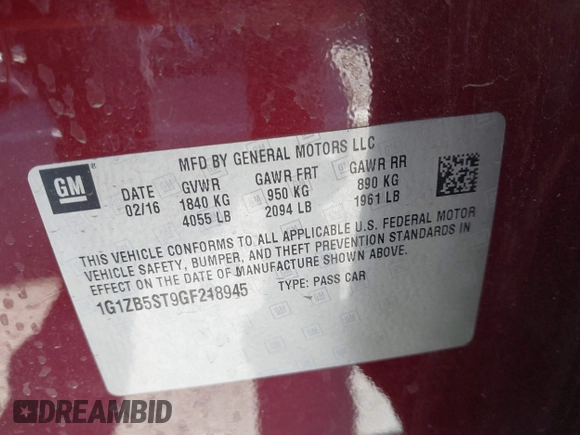 MFD BY GENERAL MOTORS LLC
GM
DATE GVWR GAWR FRT GAWR RR
02/16 1840 KG 950 KG 890 KG
4055 LB 2094 LB 1961 LB
THIS VEHICLE CONFORMS TO ALL APPLICABLE U.S. FEDERAL MOTOR
VEHICLE SAFETY, BUMPER, AND THEFT PREVENTION STANDARDS IN
EFFECT ON THE DATE OF MANUFACTURE SHOWN ABOVE.
1G1ZB5ST9GF218945 TYPE: PASS CAR
DREAMBID